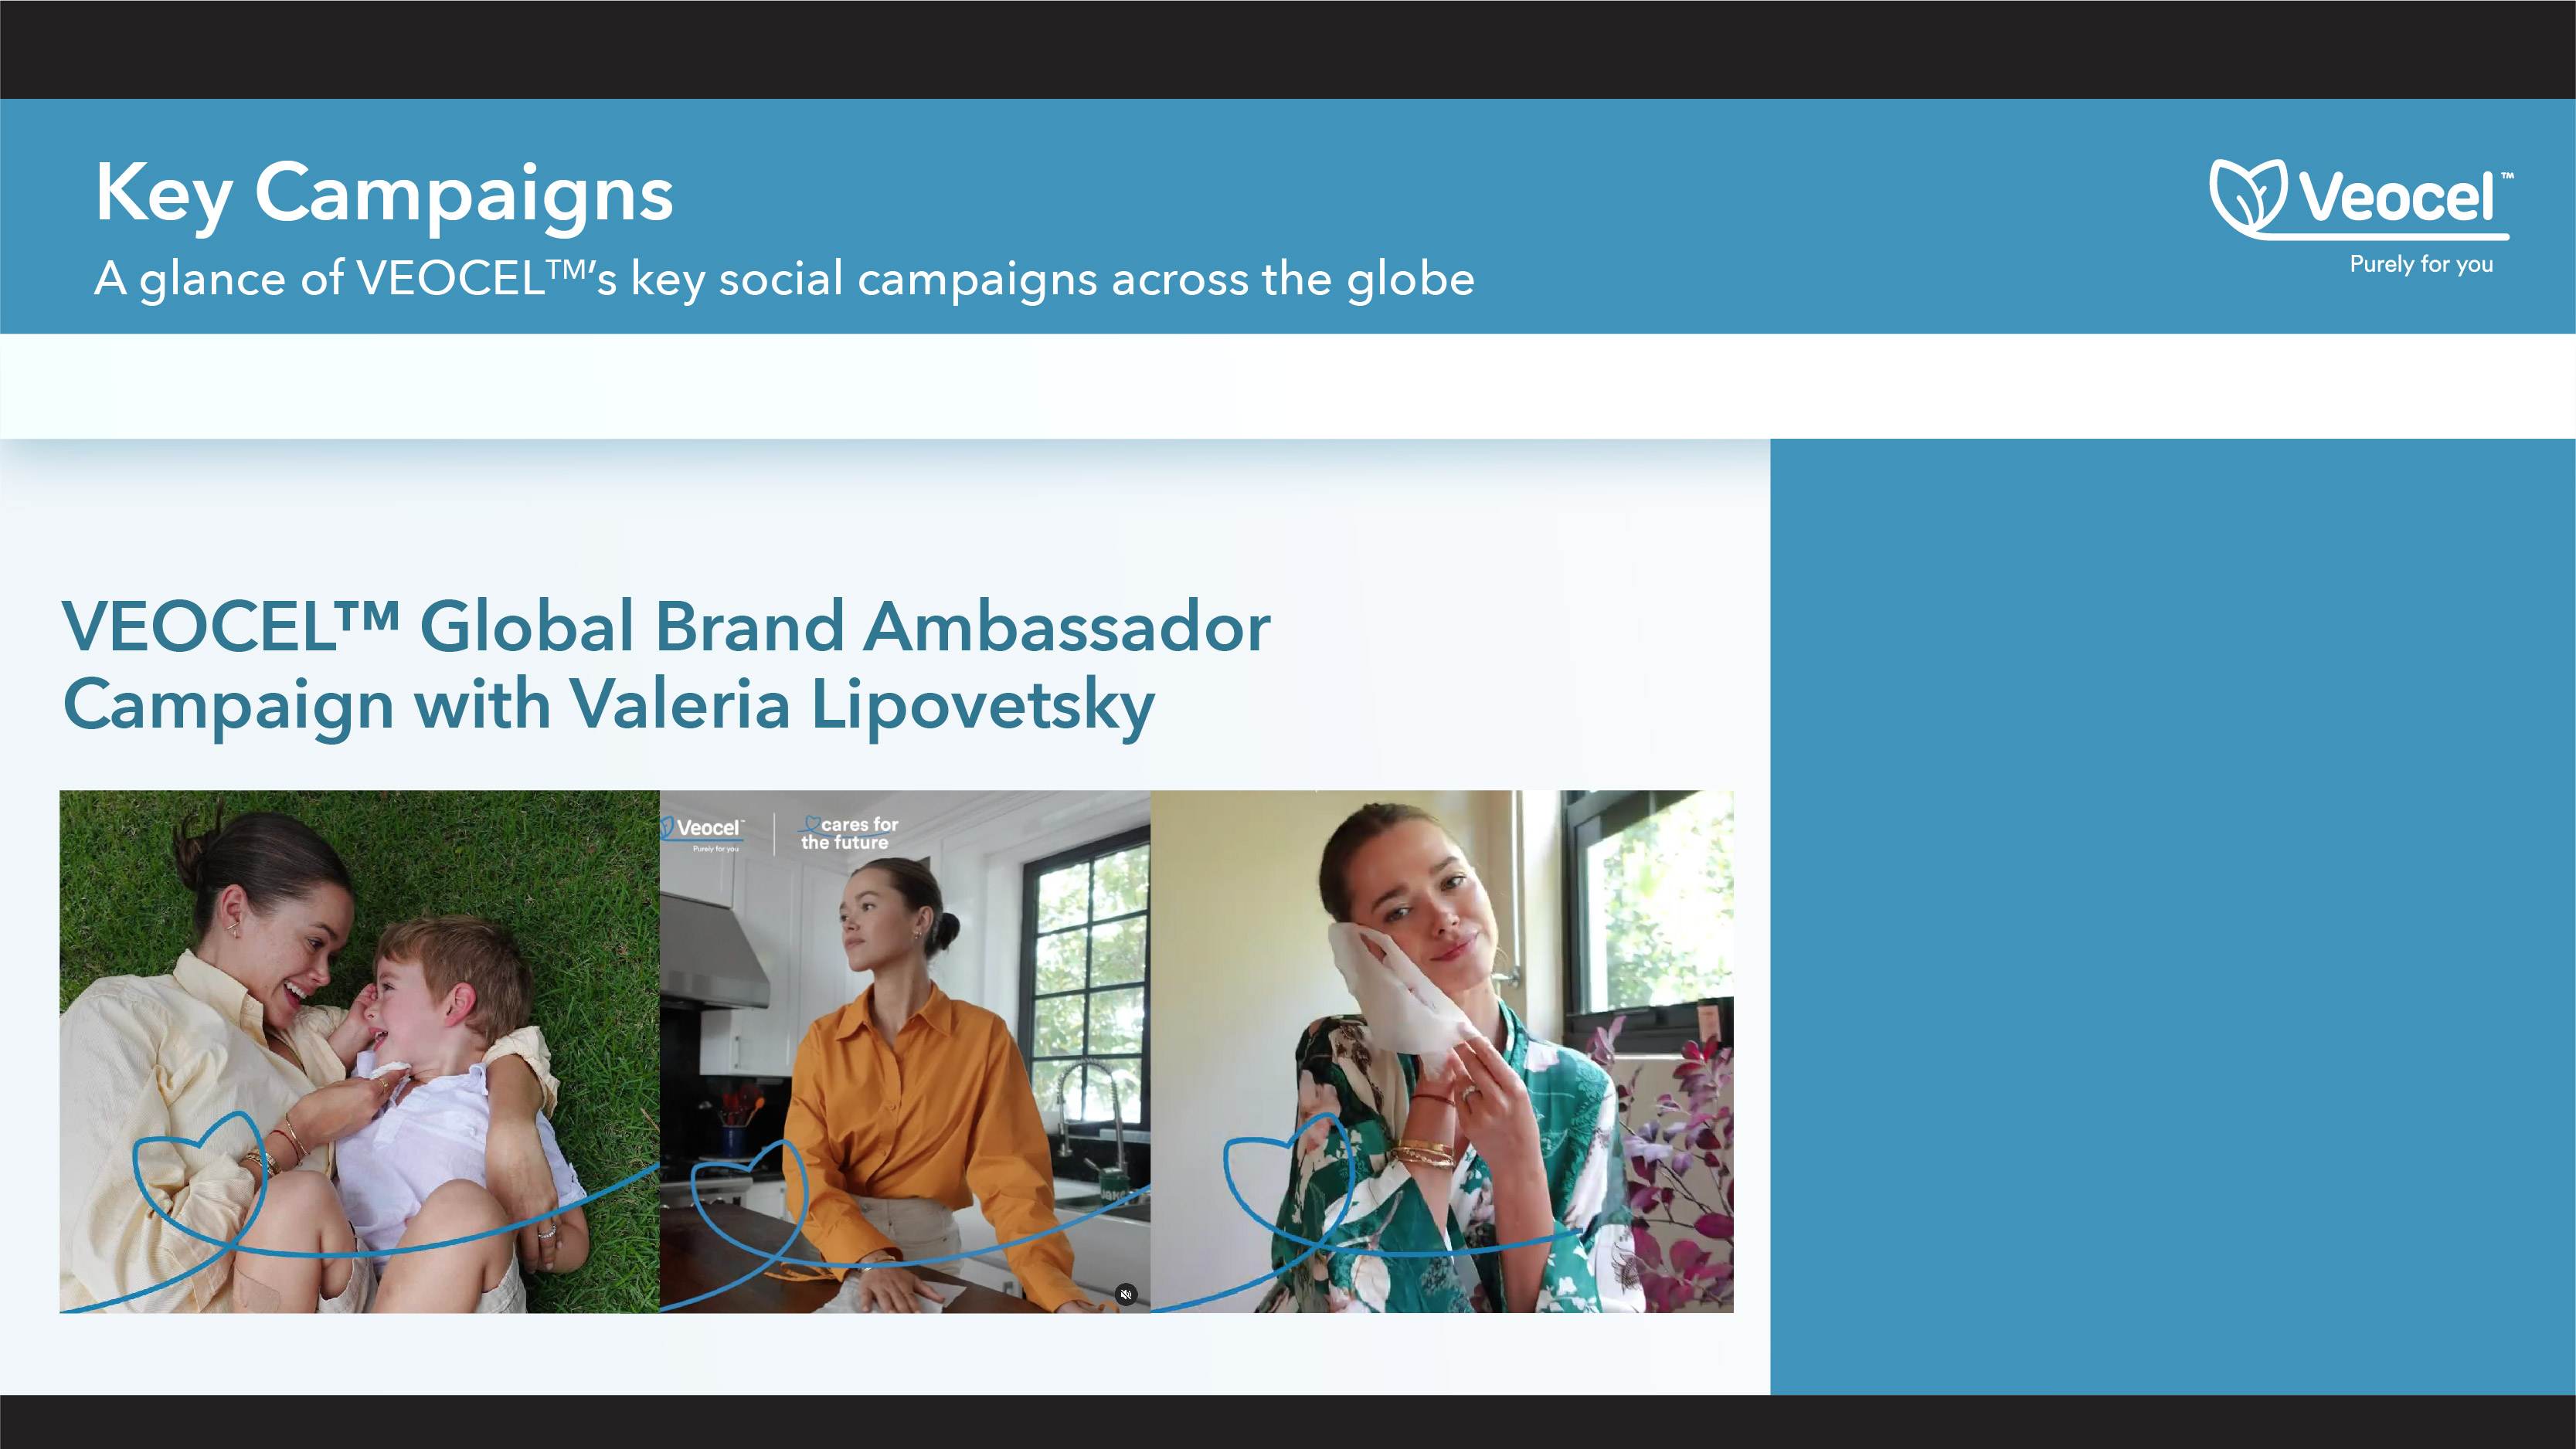 Key Campaigns
A glance of VEOCEL™'s key social campaigns across the globe
Veocel™
Purely for you
VEOCEL™ Global Brand Ambassador
Campaign with Valeria Lipovetsky
Veocel™
Purely for you
cares for
the future